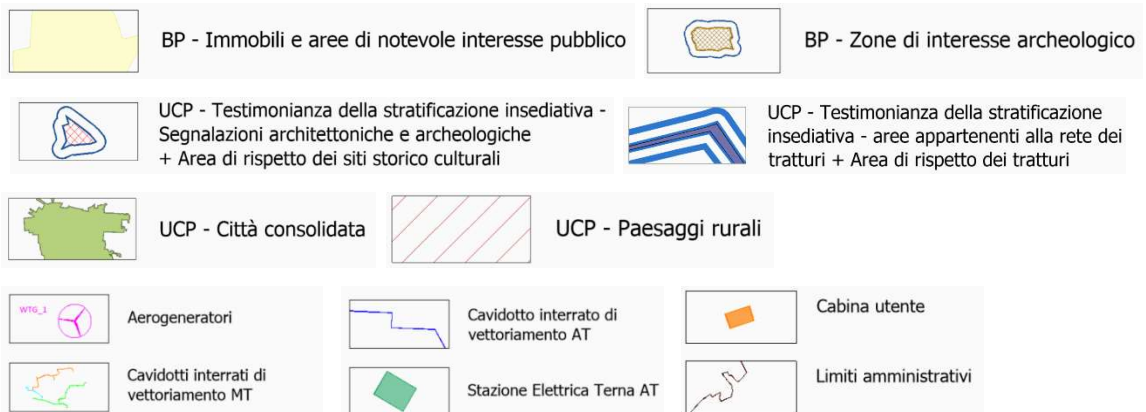 BP - Immobili e aree di notevole interesse pubblico
BP - Zone di interesse archeologico
UCP - Testimonianza della stratificazione insediativa -
Segnalazioni architettoniche e archeologiche
+ Area di rispetto dei siti storico culturali
UCP - Testimonianza della stratificazione
insediativa - aree appartenenti alla rete dei
tratturi + Area di rispetto dei tratturi
UCP - Città consolidata
UCP - Paesaggi rurali
WTG_1
Aerogeneratori
Cavidotto interrato di
vettoriamento AT
Cabina utente
Cavidotti interrati di
vettoriamento MT
Stazione Elettrica Terna AT
Limiti amministrativi